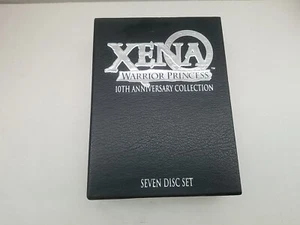 XENA
WARRIOR PRINCESS
10TH ANNIVERSARY COLLECTION
SEVEN DISC SET